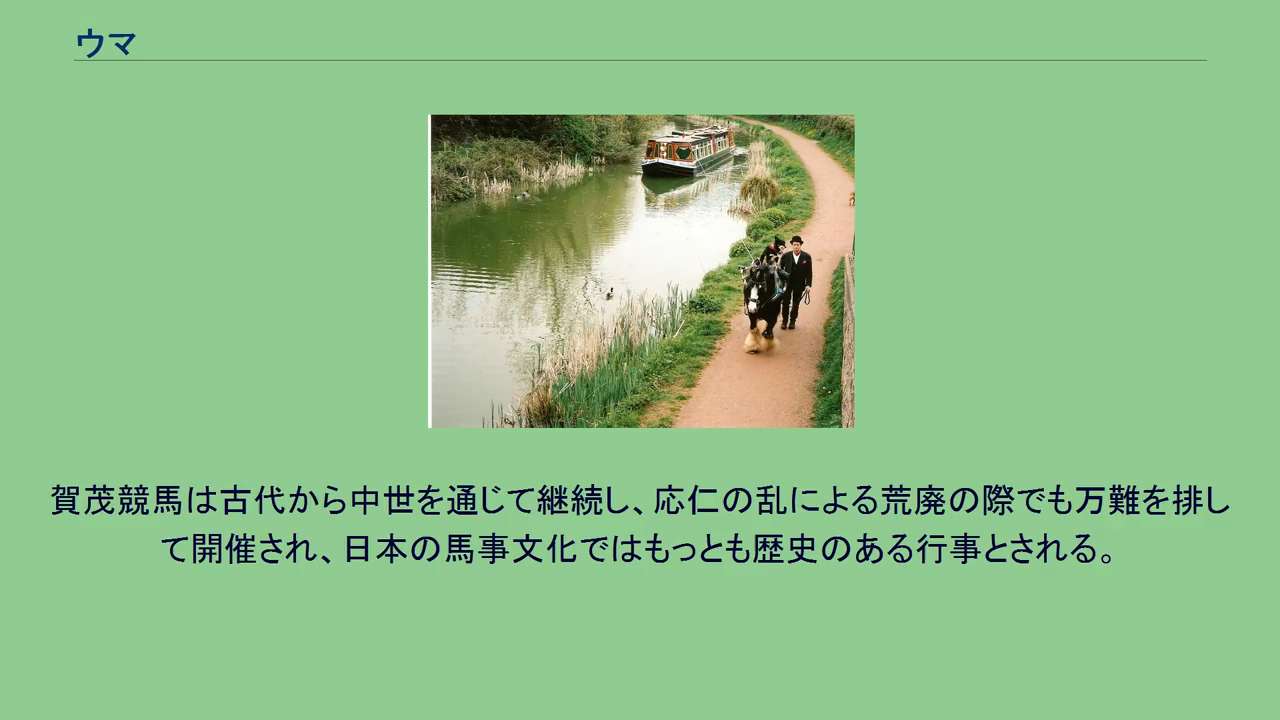 ウマ
賀茂競馬は古代から中世を通じて継続し、応仁の乱による荒廃の際でも万難を排し
て開催され、日本の馬事文化ではもっとも歴史のある行事とされる。